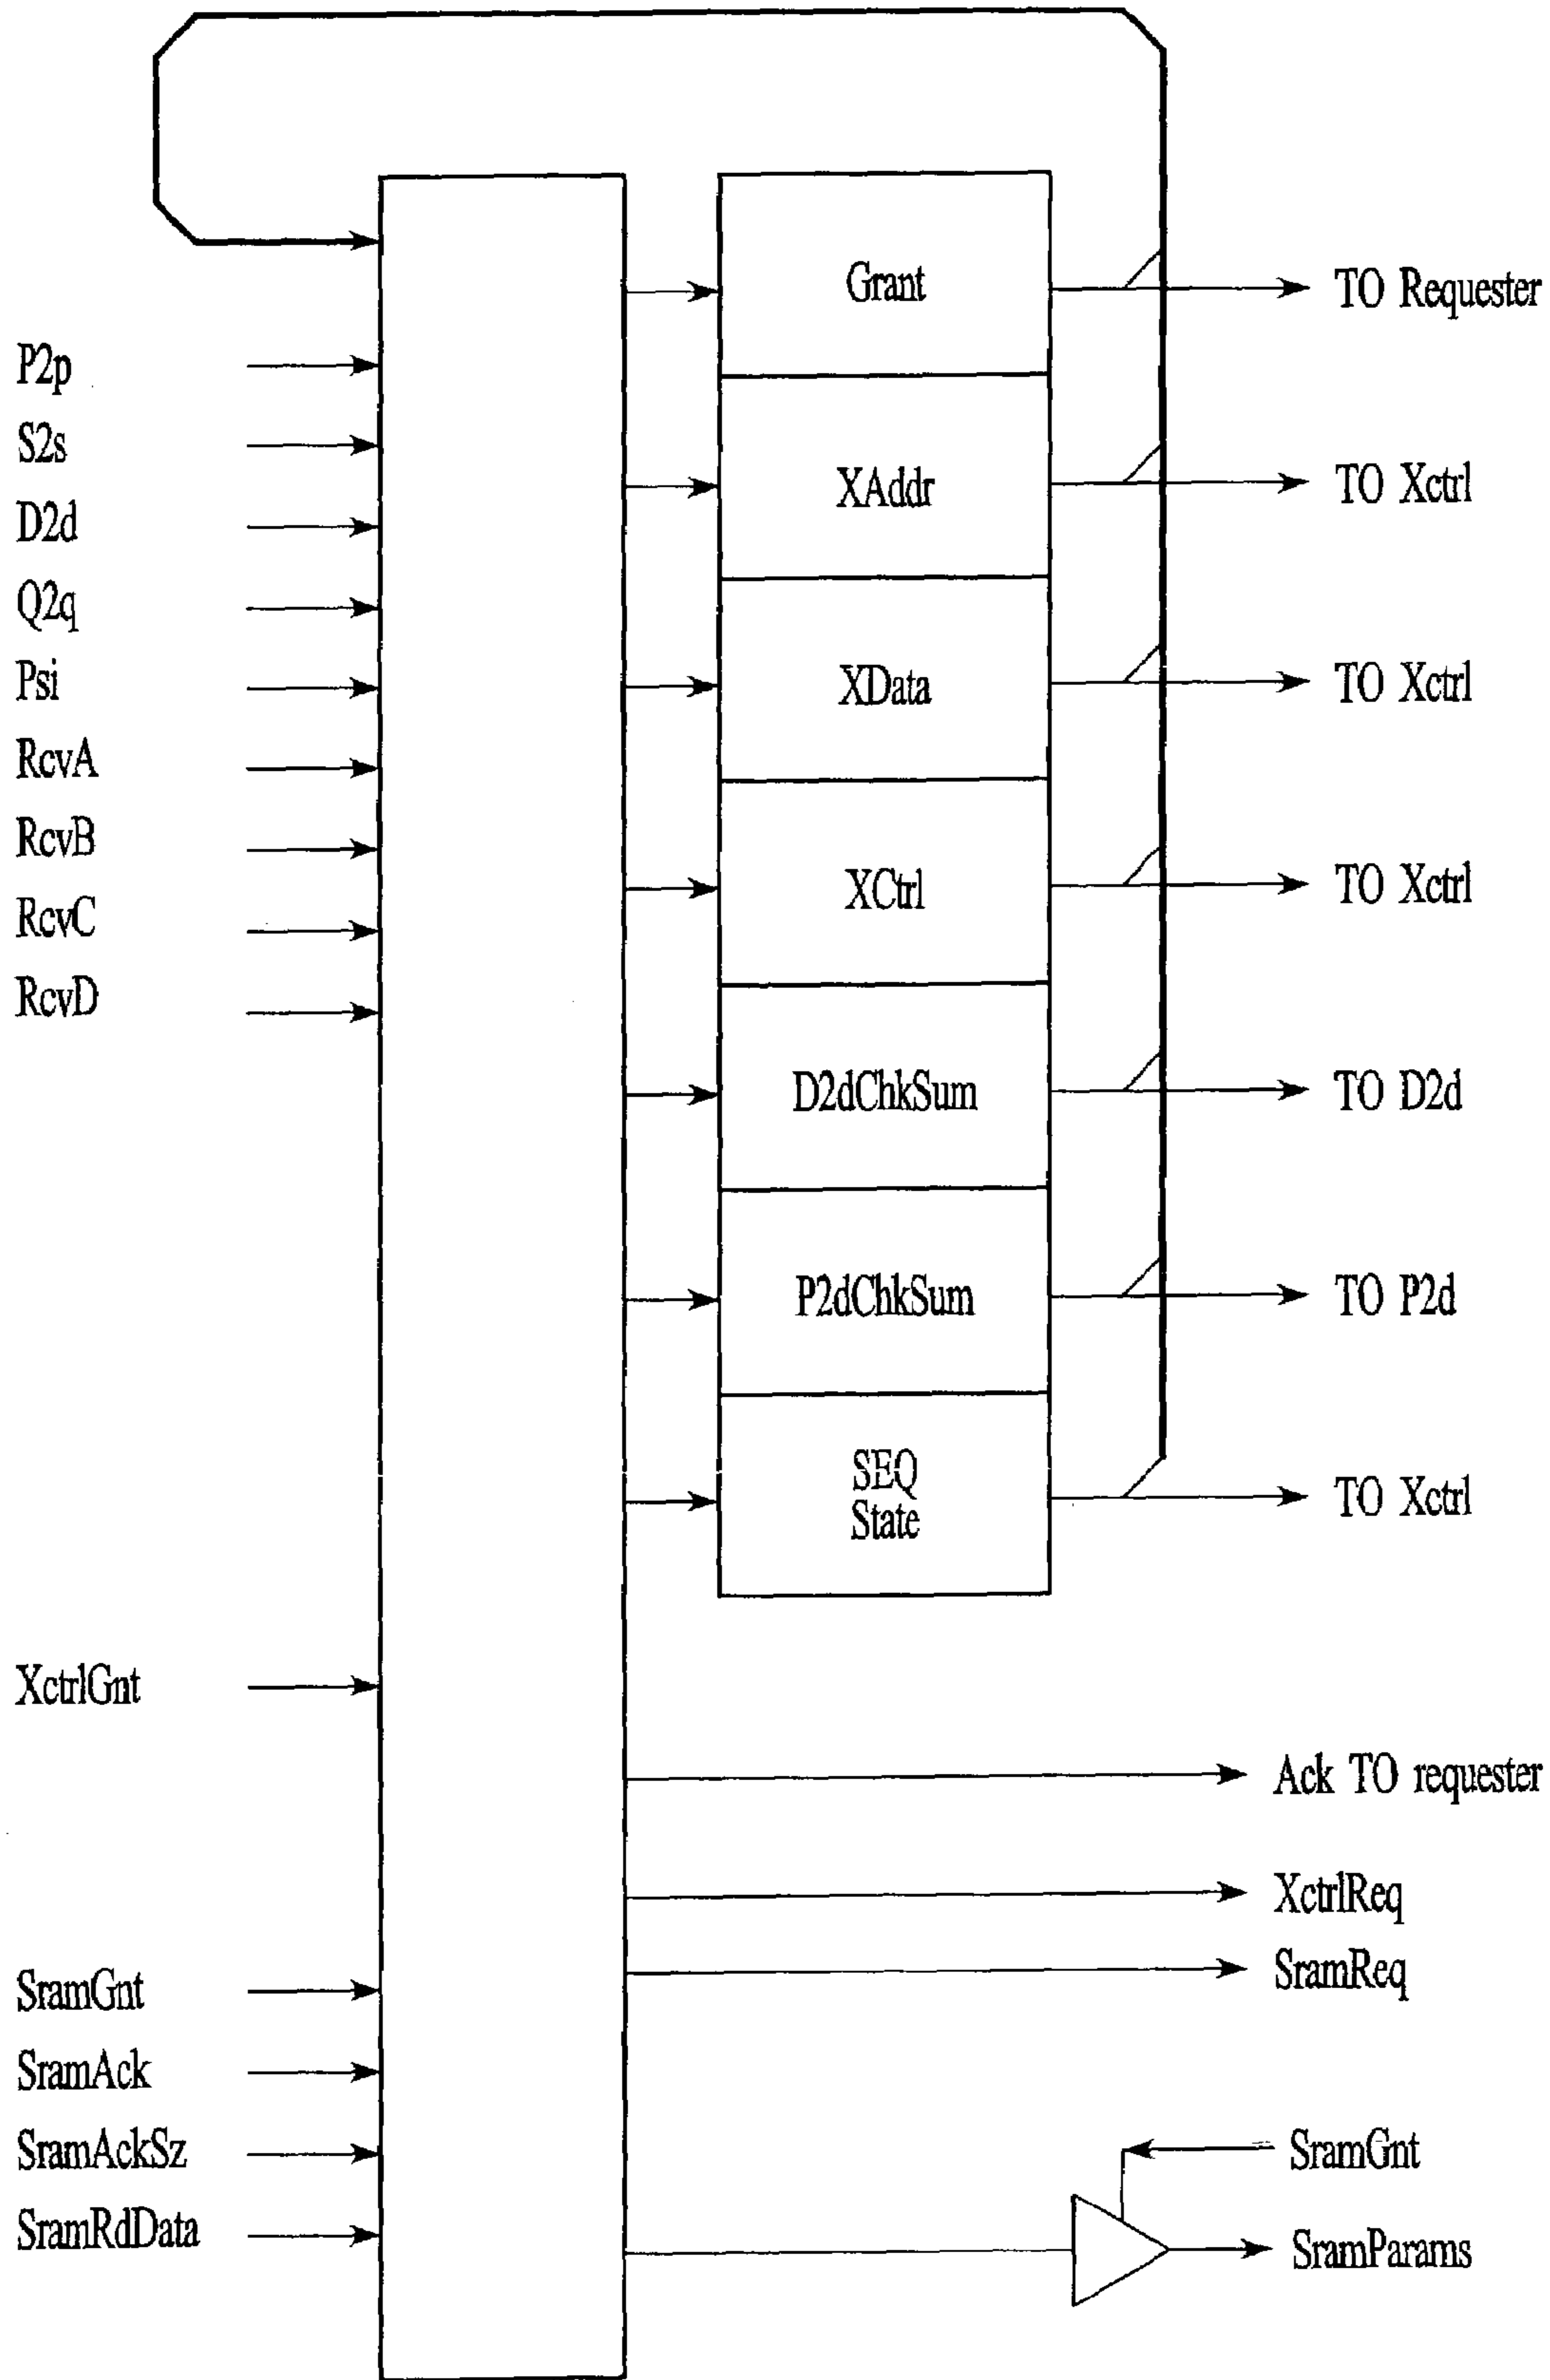 P2p
S2s
D2d
Q2q
Psi
RcvA
RcvB
RcvC
RcvD
XctrlGnt
SramGnt
SramAck
SramAckSz
SramRdData
Grant
XAddr
XData
XCtrl
D2dChkSum
P2dChkSum
SEQ
State
TO Requester
TO Xctrl
TO Xctrl
TO Xctrl
TO D2d
TO P2d
TO Xctrl
Ack TO requester
XctrlReq
SramReq
SramGnt
SramParams